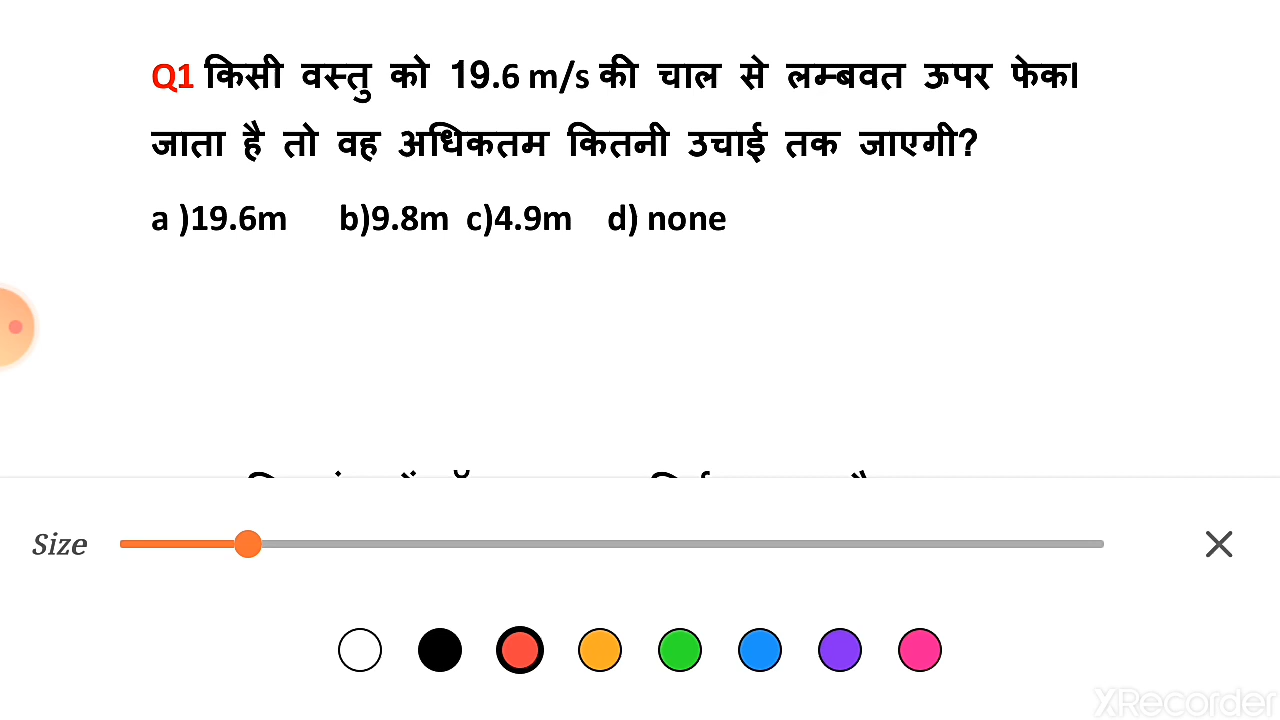 Q1 किसी वस्तु को 19.6 m/s की चाल से लम्बवत ऊपर फेका
जाता है तो वह अधिकतम कितनी उचाई तक जाएगी?
a )19.6m b)9.8m c)4.9m d) none
Size
XRecorder